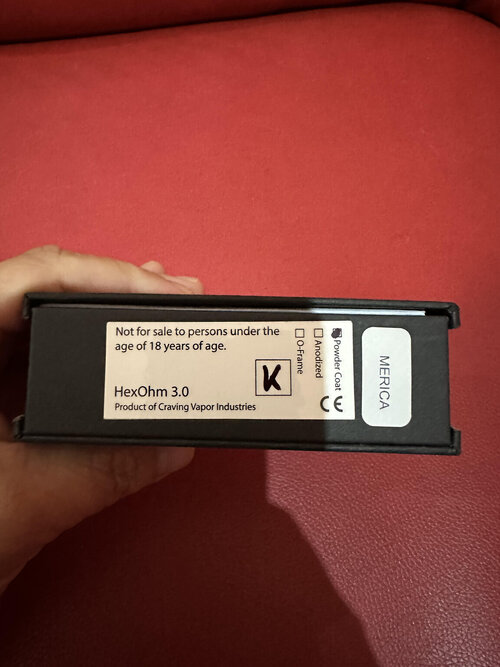 Not for sale to persons under the
age of 18 years of age.
HexOhm 3.0
Product of Craving Vapor Industries
K
Powder Coat
Anodized
O-Frame
CE
MERICA